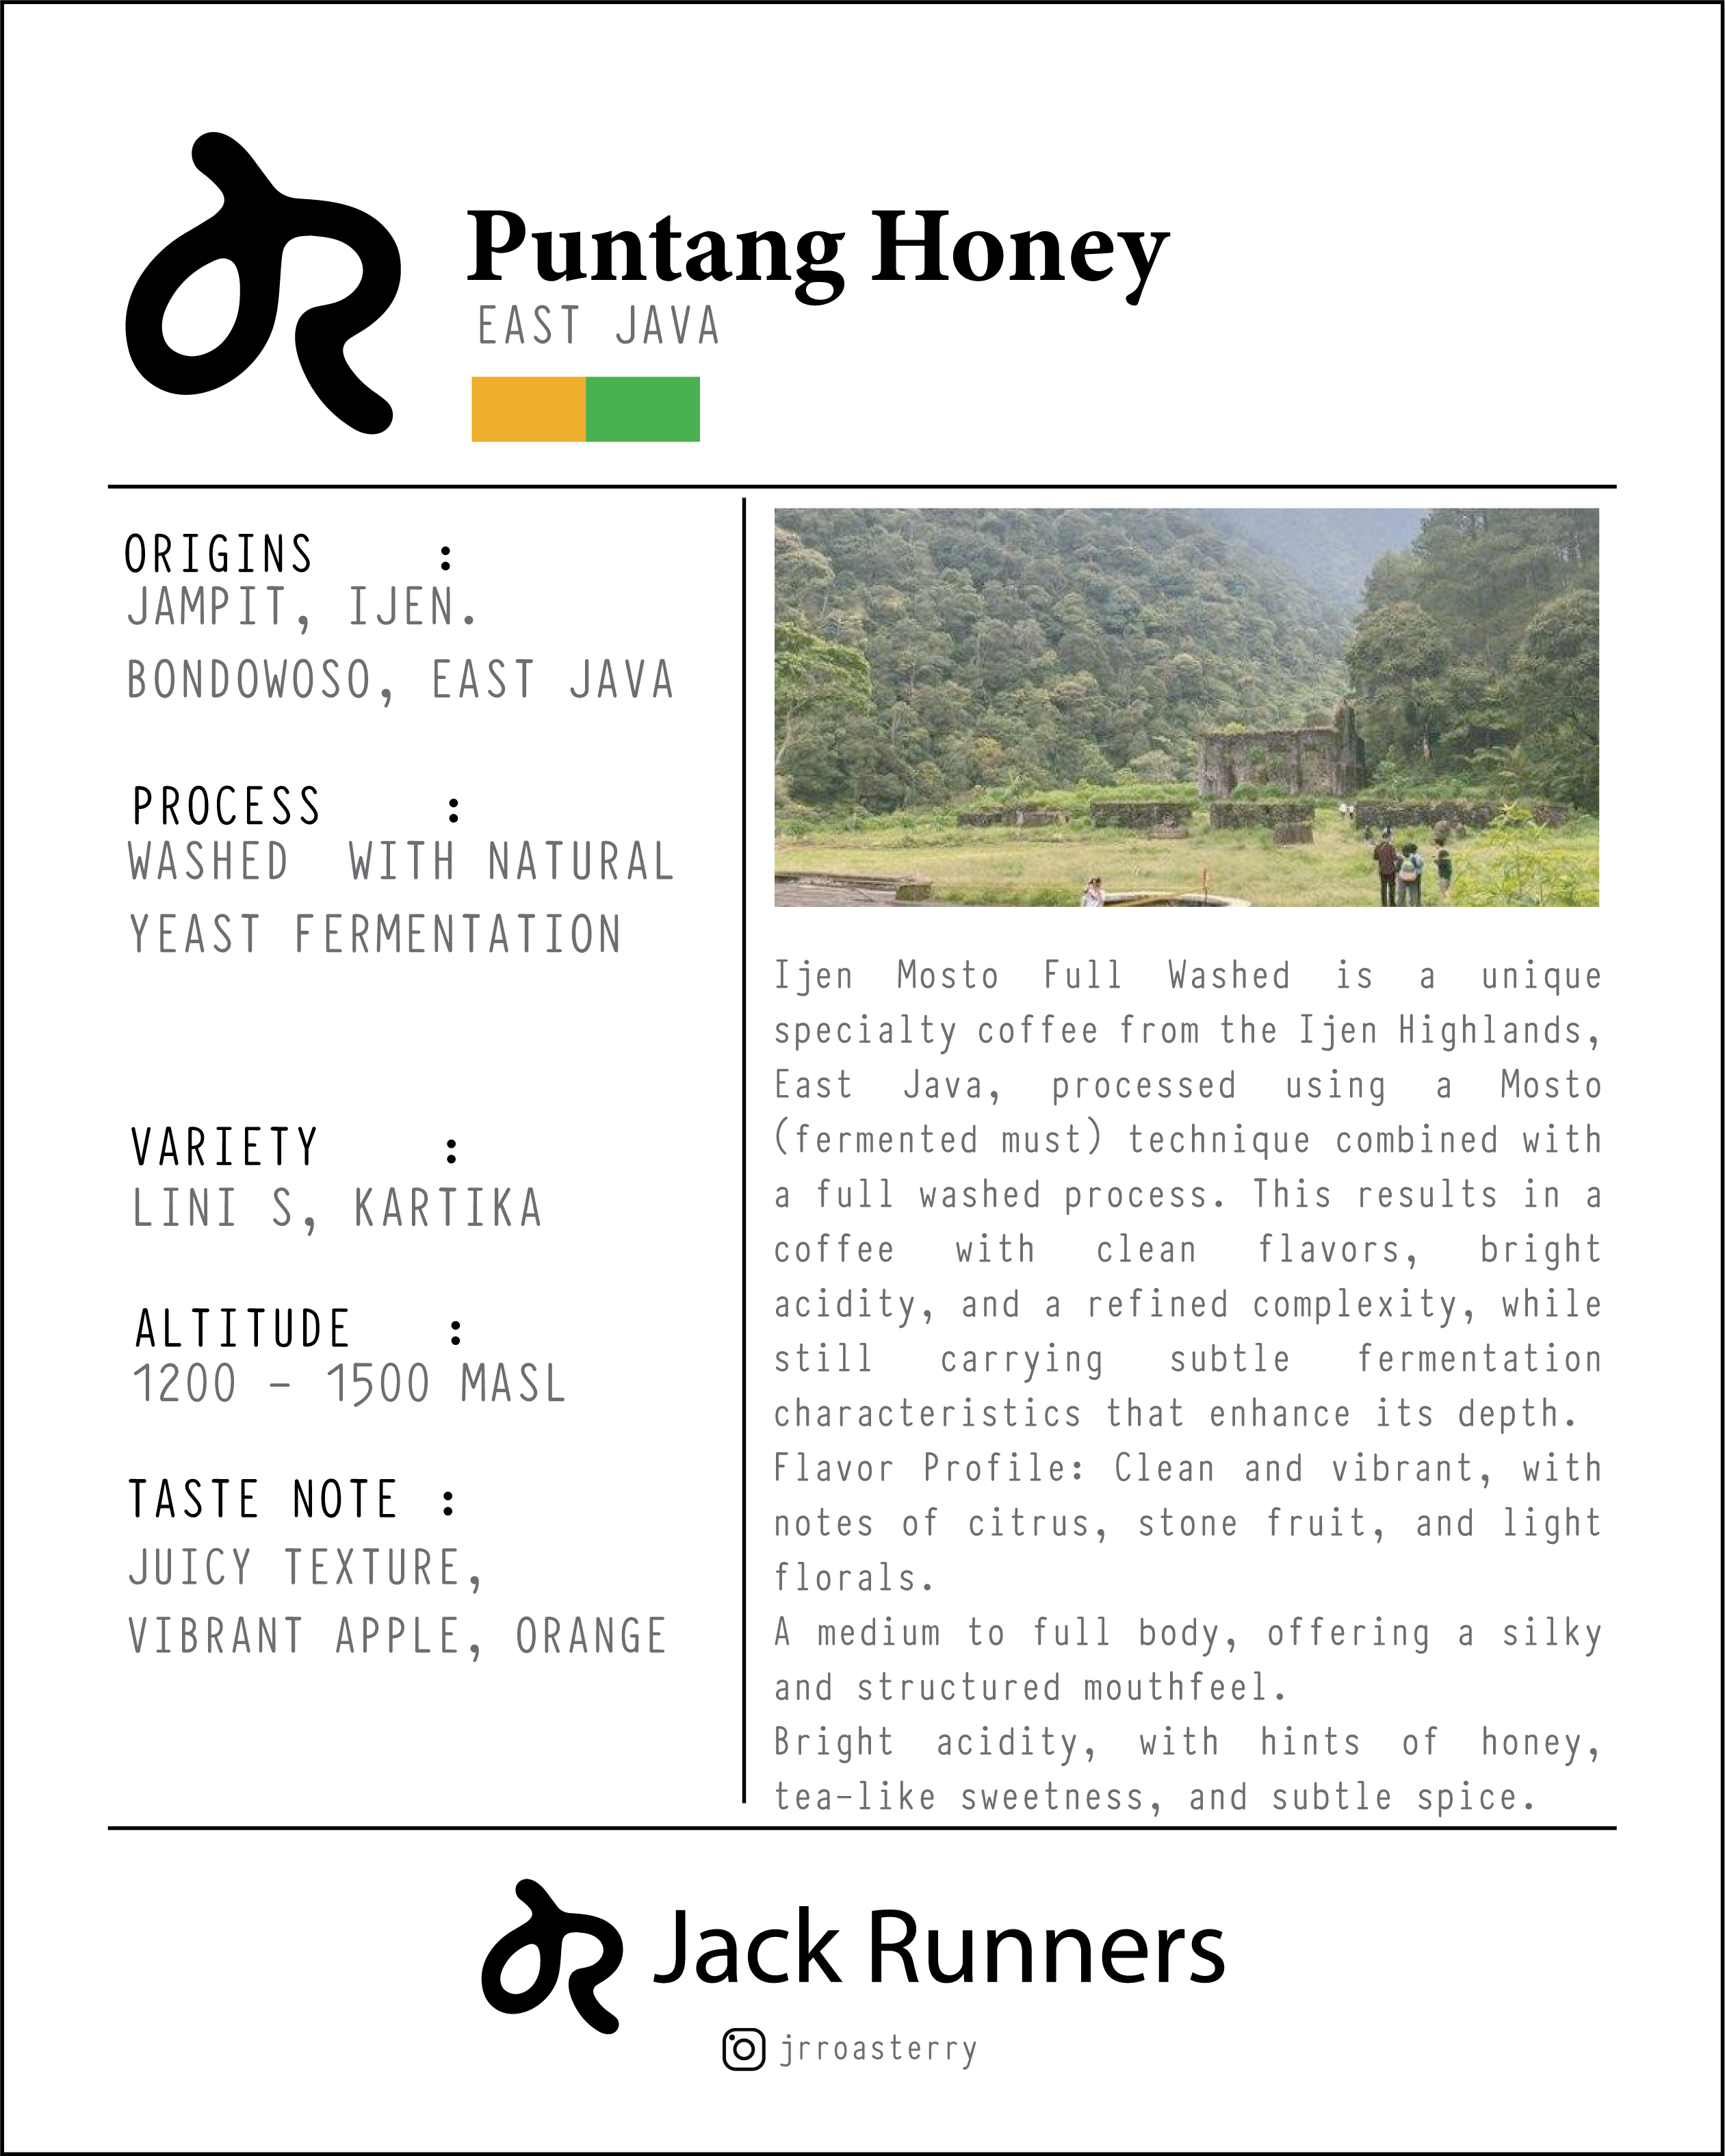 Puntang Honey
EAST JAVA
ORIGINS :
JAMPIT, IJEN.
BONDOWOSO, EAST JAVA
PROCESS :
WASHED WITH NATURAL
YEAST FERMENTATION
VARIETY :
LINI S, KARTIKA
ALTITUDE :
1200 - 1500 MASL
TASTE NOTE :
JUICY TEXTURE,
VIBRANT APPLE, ORANGE
Ijen Mosto Full Washed is a unique
specialty coffee from the Ijen Highlands,
East Java, processed using a Mosto
(fermented must) technique combined with
a full washed process. This results in a
coffee with clean flavors, bright
acidity, and a refined complexity, while
still carrying subtle fermentation
characteristics that enhance its depth.
Flavor Profile: Clean and vibrant, with
notes of citrus, stone fruit, and light
florals.
A medium to full body, offering a silky
and structured mouthfeel.
Bright acidity, with hints of honey,
tea-like sweetness, and subtle spice.
Jack Runners
jrroasterry